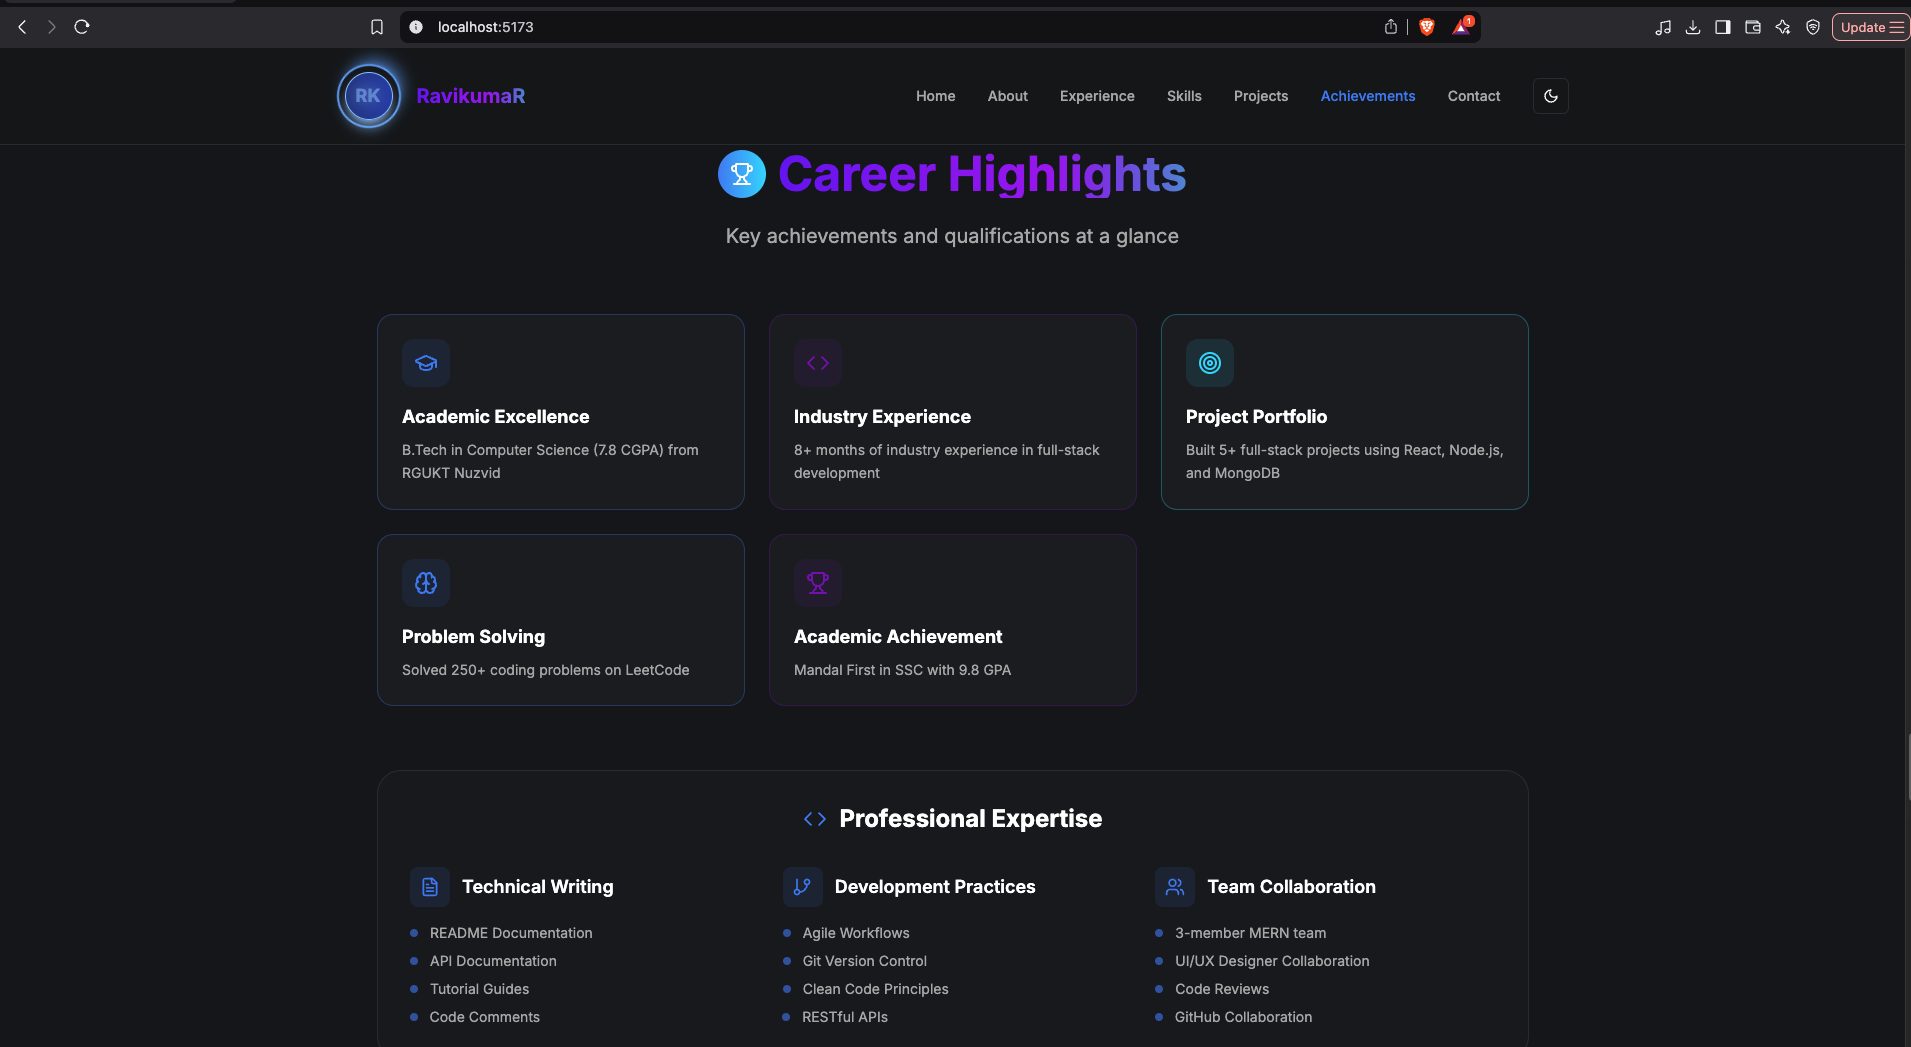 localhost:5173
1
Update
RK
RavikumaR
Home
About
Experience
Skills
Projects
Achievements
Contact
Career Highlights
Key achievements and qualifications at a glance
Academic Excellence
B.Tech in Computer Science (7.8 CGPA) from
RGUKT Nuzvid
Industry Experience
8+ months of industry experience in full-stack
development
Project Portfolio
Built 5+ full-stack projects using React, Node.js,
and MongoDB
Problem Solving
Solved 250+ coding problems on LeetCode
Academic Achievement
Mandal First in SSC with 9.8 GPA
Professional Expertise
Technical Writing
README Documentation
API Documentation
Tutorial Guides
Code Comments
Development Practices
Agile Workflows
Git Version Control
Clean Code Principles
RESTful APIs
Team Collaboration
3-member MERN team
UI/UX Designer Collaboration
Code Reviews
GitHub Collaboration